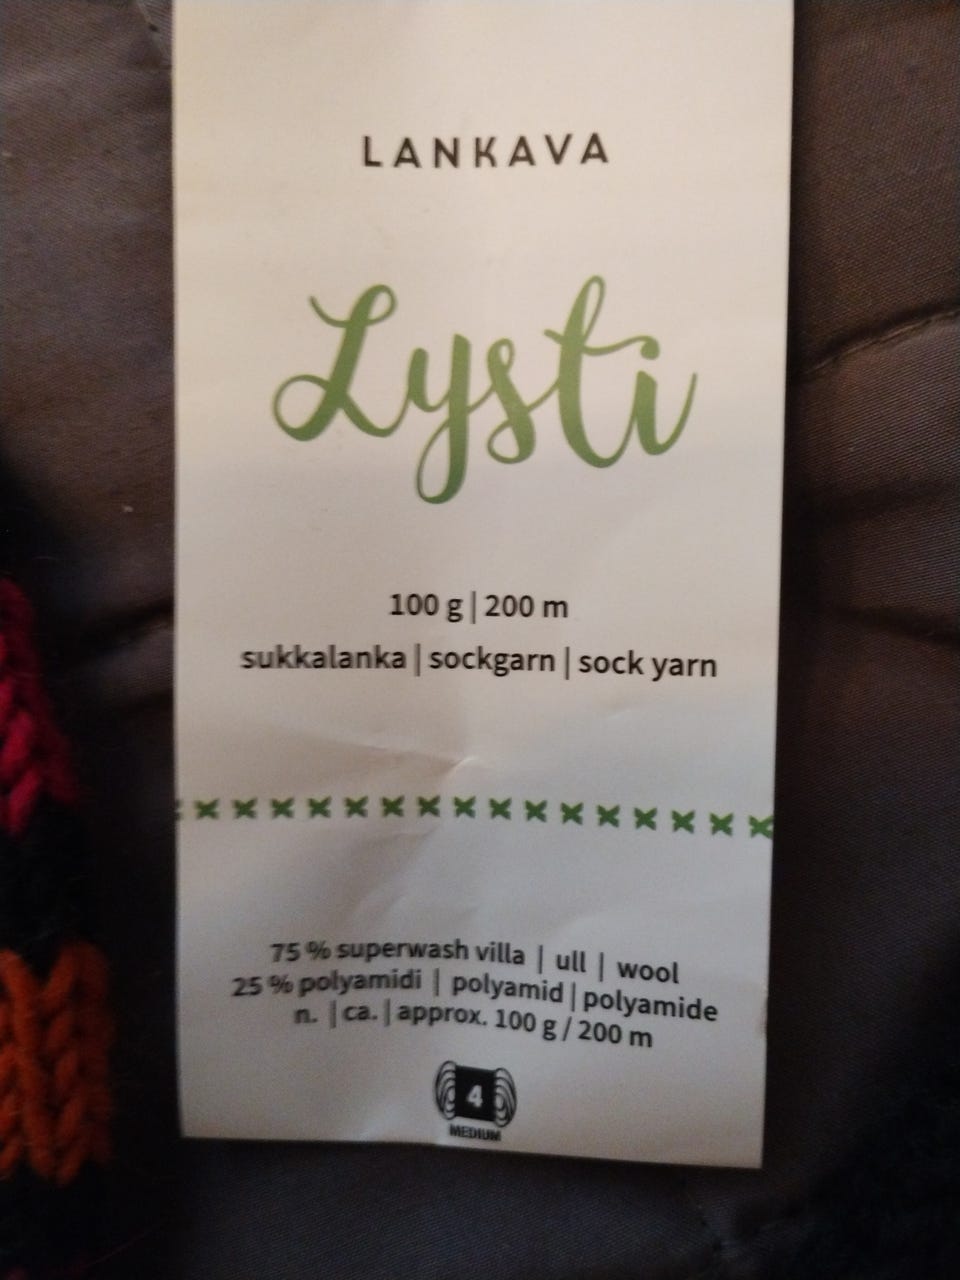 LANKAVA
Lysti
100 g | 200 m
sukkalanka | sockgarn | sock yarn
75 % superwash villa | ull | wool
25 % polyamidi | polyamid | polyamide
n. | ca. | approx. 100 g / 200 m
4
MEDIUM